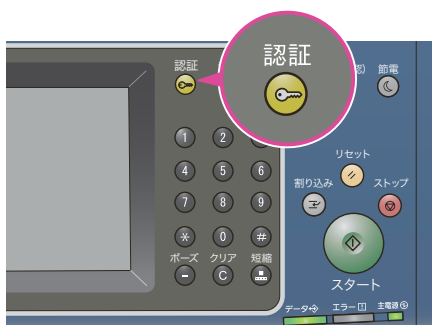 認証
認証
節電
1
2
4
5
6
7
8
9
*
0
#
リセット
割り込み
ストップ
ポーズ
クリア
短縮
-
C
スタート
データ
エラー
主電源